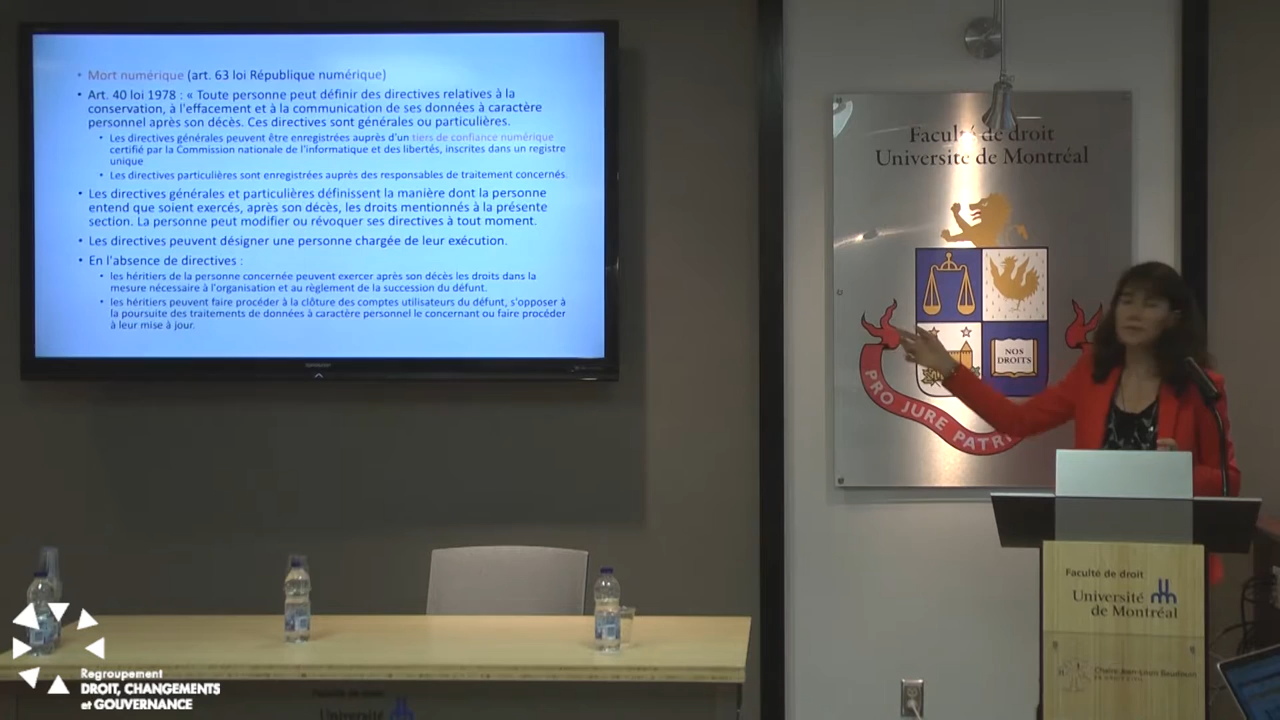 • Mort numérique (art. 63 loi République numérique)
• Art. 40 loi 1978 : « Toute personne peut définir des directives relatives à la
conservation, à l'effacement et à la communication de ses données à caractère
personnel après son décès. Ces directives sont générales ou particulières.
• Les directives générales peuvent être enregistrées auprès d'un tiers de confiance numérique
certifié par la Commission nationale de l'informatique et des libertés, inscrites dans un registre
unique
• Les directives particulières sont enregistrées auprès des responsables de traitement concernés.
• Les directives générales et particulières définissent la manière dont la personne
entend que soient exercés, après son décès, les droits mentionnés à la présente
section. La personne peut modifier ou révoquer ses directives à tout moment.
• Les directives peuvent désigner une personne chargée de leur exécution.
• En l'absence de directives :
• les héritiers de la personne concernée peuvent exercer après son décès les droits dans la
mesure nécessaire à l'organisation et au règlement de la succession du défunt.
• les héritiers peuvent faire procéder à la clôture des comptes utilisateurs du défunt, s'opposer à
la poursuite des traitements de données à caractère personnel le concernant ou faire procéder
à leur mise à jour.
Faculté de droit
Université de Montréal
NOS
DROITS
PRO JURE PATRI
Faculté de droit
Université
de Montréal
Chaire Jean-Louis Baudouin
Regroupement
DROIT, CHANGEMENTS
et GOUVERNANCE
Faculté de droit
Université